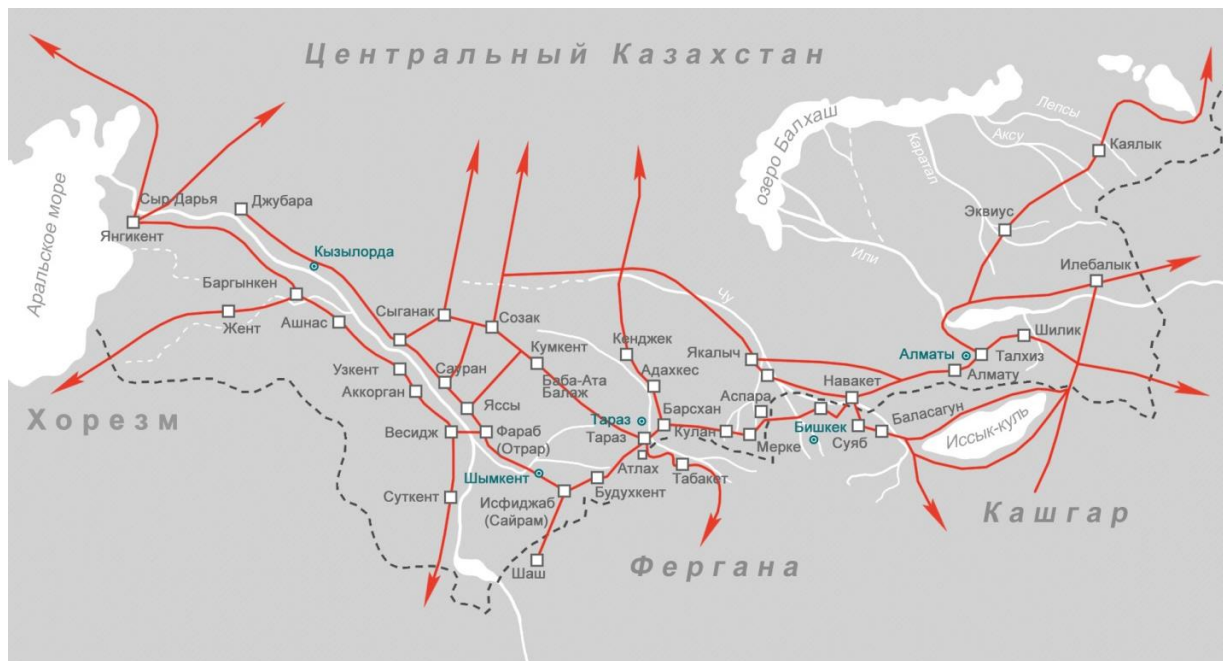 Центральный Казахстан
Аральское море
Сыр-Дарья
Джубара
Янгикент
Кызылорда
Баргынкен
Жент
Ашнас
Сыганак
Созак
Узкент
Аккорган
Сауран
Кумкент
Баба-Ата
Балаж
Яссы
Весидж
Фараб
(Отрар)
Суткент
Шымкент
Исфиджаб
(Сайрам)
Шаш
Хорезм
Кенджек
Адахкес
Тараз
Тараз
Барсхан
Атлах
Будухкент
Табакет
Кулан
Аспара
Мерке
Якалыч
Чу
Бишкек
Навакет
Суяб
Баласагун
Иссык-куль
Алматы
Алмату
Талхиз
Шилик
Илебалык
Или
озеро Балхаш
Каратал
Аксу
Лепсы
Каялык
Эквиус
Фергана
Кашгар